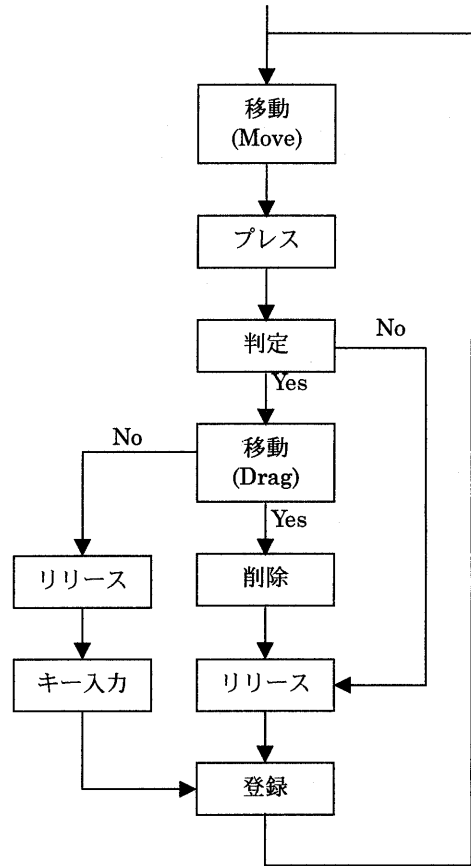 移動
(Move)
プレス
判定
No
Yes
移動
(Drag)
No
Yes
リリース
削除
キー入力
リリース
登録